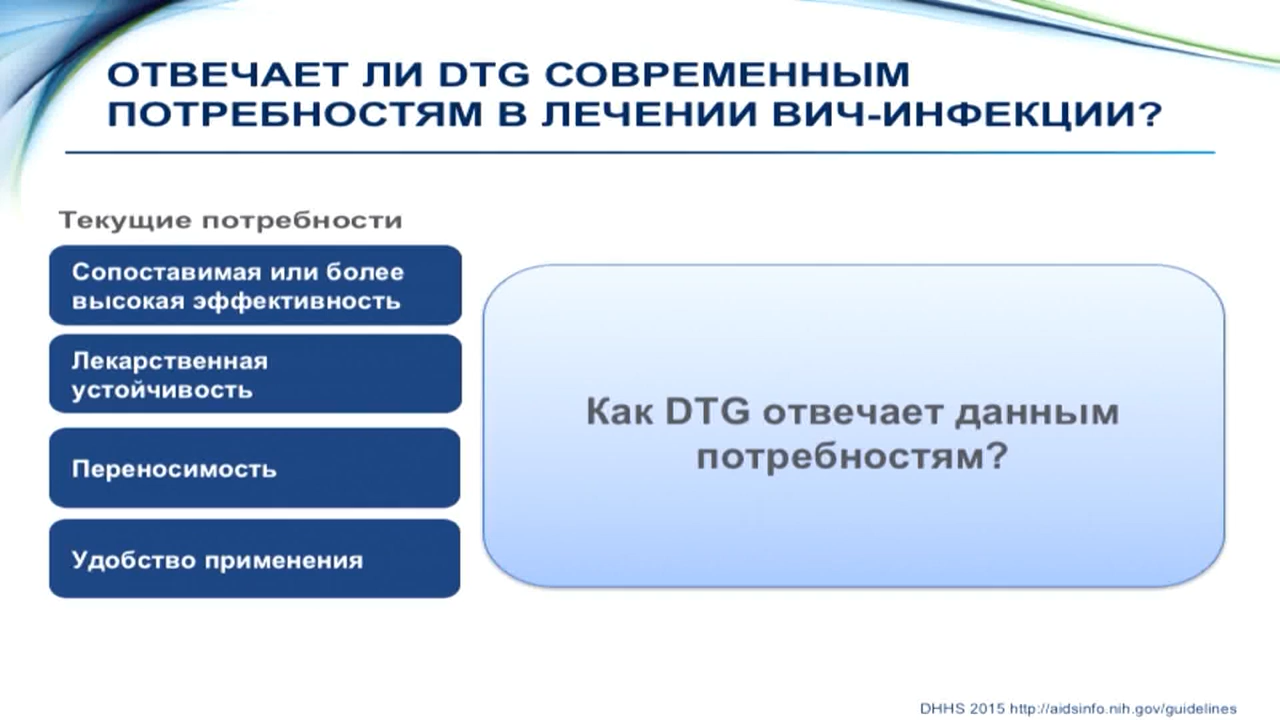 ОТВЕЧАЕТ ЛИ DTG СОВРЕМЕННЫМ
ПОТРЕБНОСТЯМ В ЛЕЧЕНИИ ВИЧ-ИНФЕКЦИИ?
Текущие потребности
Сопоставимая или более
высокая эффективность
Лекарственная
устойчивость
Переносимость
Удобство применения
Как DTG отвечает данным
потребностям?
DHHS 2015 http://aidsinfo.nih.gov/guidelines